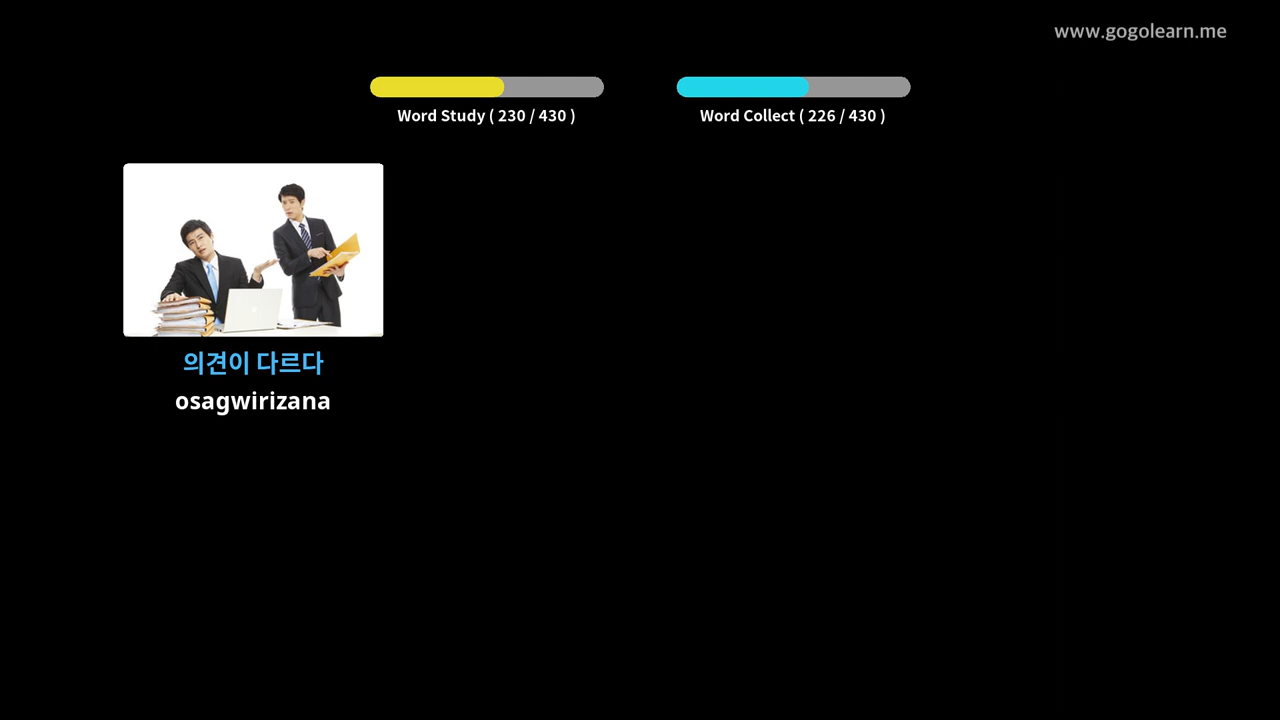 www.gogolearn.me
Word Study ( 230 / 430 )
Word Collect ( 226 / 430 )
의견이 다르다
osagwirizana